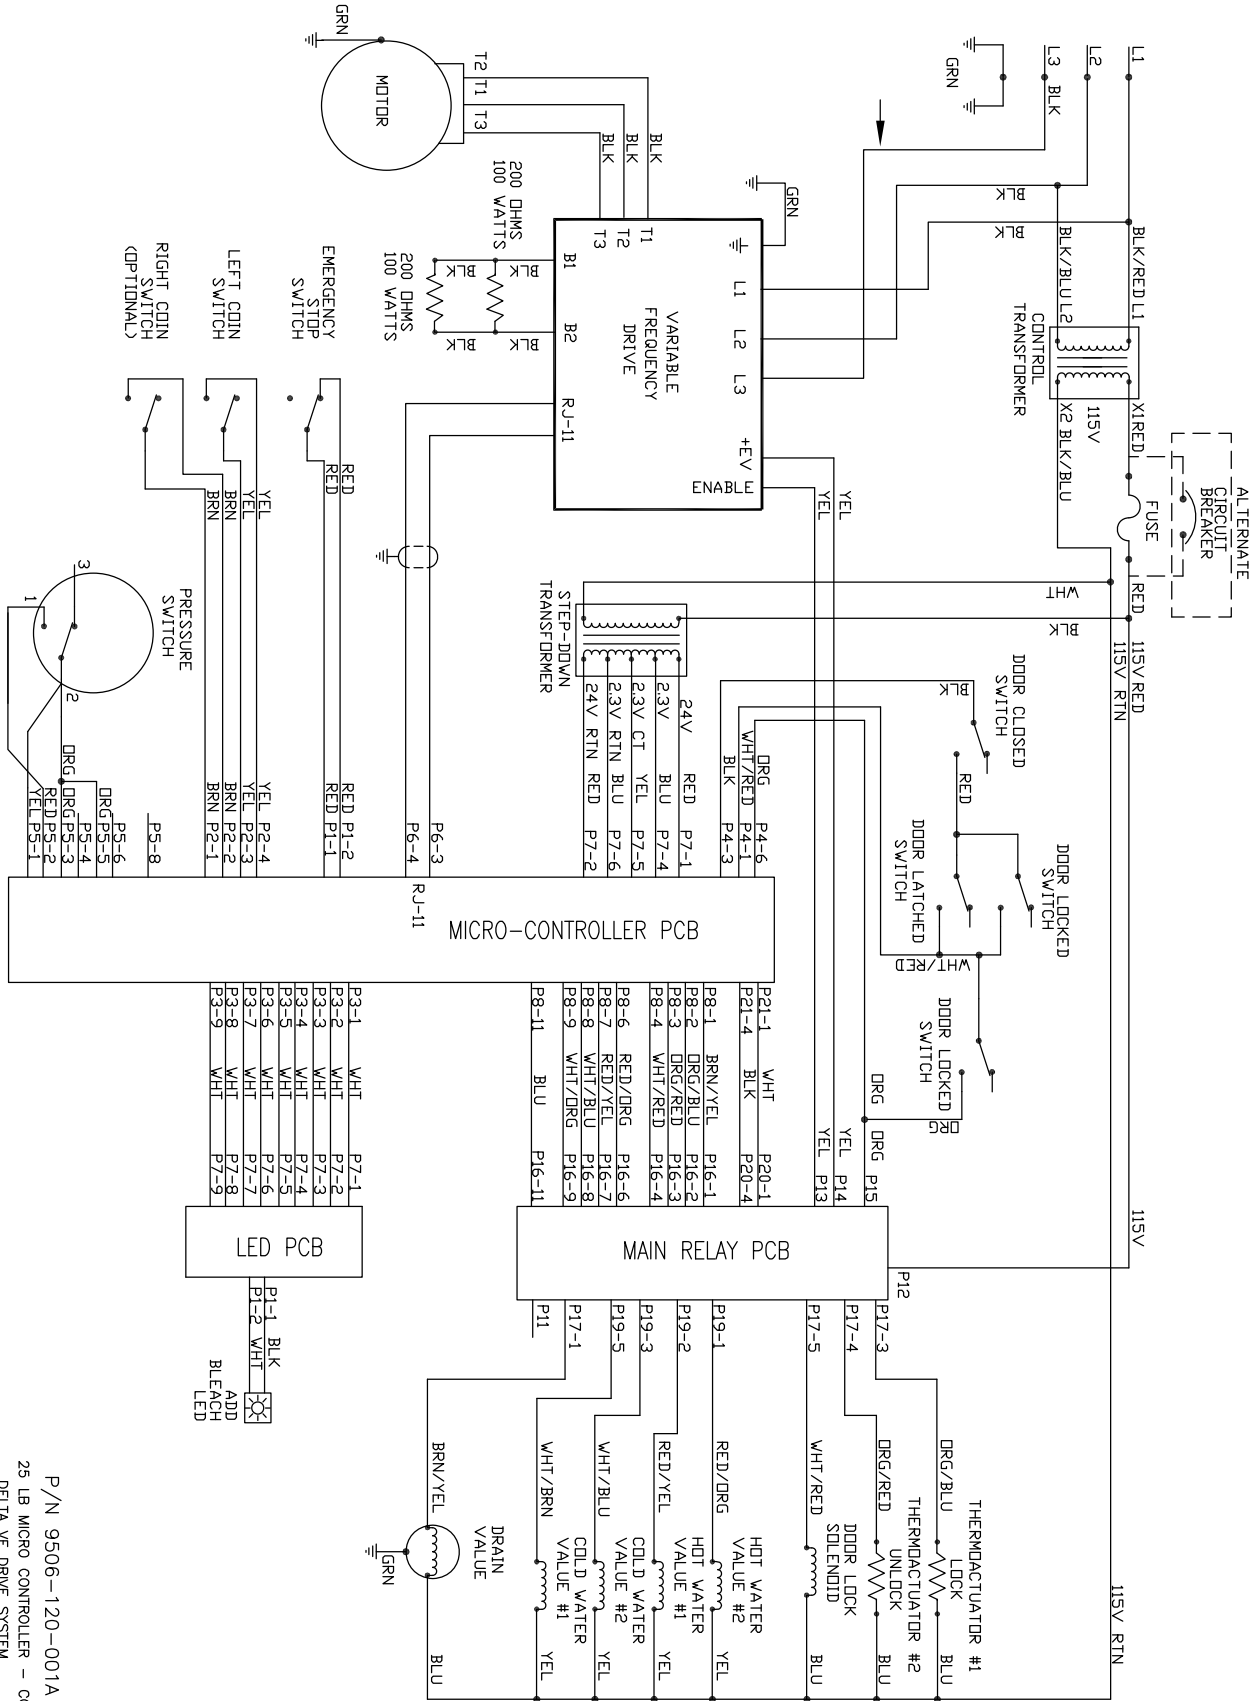 L1
L2
L3
BLK
GRN
BLK
BLK
BLK/RED L1
BLK/BLU L2
CONTROL
TRANSFORMER
X1 RED
115V
X2 BLK/BLU
ALTERNATE
CIRCUIT
BREAKER
FUSE
RED
WHT
BLK
115V RED
115V RTN
115V
115V RTN
GRN
MOTOR
T2
T1
T3
BLK
BLK
BLK
GRN
T1
T2
T3
L1
L2
L3
VARIABLE
FREQUENCY
DRIVE
+EV
ENABLE
B1
B2
RJ-11
YEL
YEL
200 OHMS
100 WATTS
BLK
BLK
BLK
BLK
200 OHMS
100 WATTS
EMERGENCY
STOP
SWITCH
LEFT COIN
SWITCH
RIGHT COIN
SWITCH
(OPTIONAL)
RED
RED
YEL
YEL
BRN
BRN
PRESSURE
SWITCH
3
1
2
ORG
STEP-DOWN
TRANSFORMER
24V
2.3V
2.3V CT
2.3V RTN
24V RTN
RED
BLU
YEL
BLU
RED
P7-1
P7-4
P7-5
P7-6
P7-2
DOOR CLOSED
SWITCH
BLK
RED
DOOR LOCKED
SWITCH
DOOR LATCHED
SWITCH
WHT/RED
DOOR LOCKED
SWITCH
ORG
ORG
ORG
ORG P4-6
WHT/RED P4-1
BLK P4-3
P6-3
P6-4
RED P1-2
RED P1-1
YEL P2-4
YEL P2-3
BRN P2-2
BRN P2-1
P5-8
P5-6
ORG P5-5
P5-4
ORG P5-3
RED P5-2
YEL P5-1
RJ-11
MICRO-CONTROLLER PCB
P21-1 WHT P20-1
P21-4 BLK P20-4
P8-1 BRN/YEL P16-1
P8-2 ORG/BLU P16-2
P8-3 ORG/RED P16-3
P8-4 WHT/RED P16-4
P8-6 RED/ORG P16-6
P8-7 RED/YEL P16-7
P8-8 WHT/BLU P16-8
P8-9 WHT/ORG P16-9
P8-11 BLU P16-11
P3-1 WHT P7-1
P3-2 WHT P7-2
P3-3 WHT P7-3
P3-4 WHT P7-4
P3-5 WHT P7-5
P3-6 WHT P7-6
P3-7 WHT P7-7
P3-8 WHT P7-8
P3-9 WHT P7-9
P15
YEL P14
YEL P13
MAIN RELAY PCB
P12
LED PCB
P1-1 BLK
P1-2 WHT
ADD
BLEACH
LED
P17-3
P17-4
P17-5
P19-1
P19-2
P19-3
P19-5
P17-1
P11
THERMOACTUATOR #1
LOCK
ORG/BLU
BLU
THERMOACTUATOR #2
UNLOCK
ORG/RED
BLU
DOOR LOCK
SOLENOID
WHT/RED
BLU
HOT WATER
VALUE #2
RED/ORG
YEL
HOT WATER
VALUE #1
RED/YEL
YEL
COLD WATER
VALUE #2
WHT/BLU
YEL
COLD WATER
VALUE #1
WHT/BRN
YEL
DRAIN
VALUE
BRN/YEL
GRN
BLU
P/N 9506-120-001A
25 LB MICRO CONTROLLER -
DELTA VF DRIVE SYSTEM